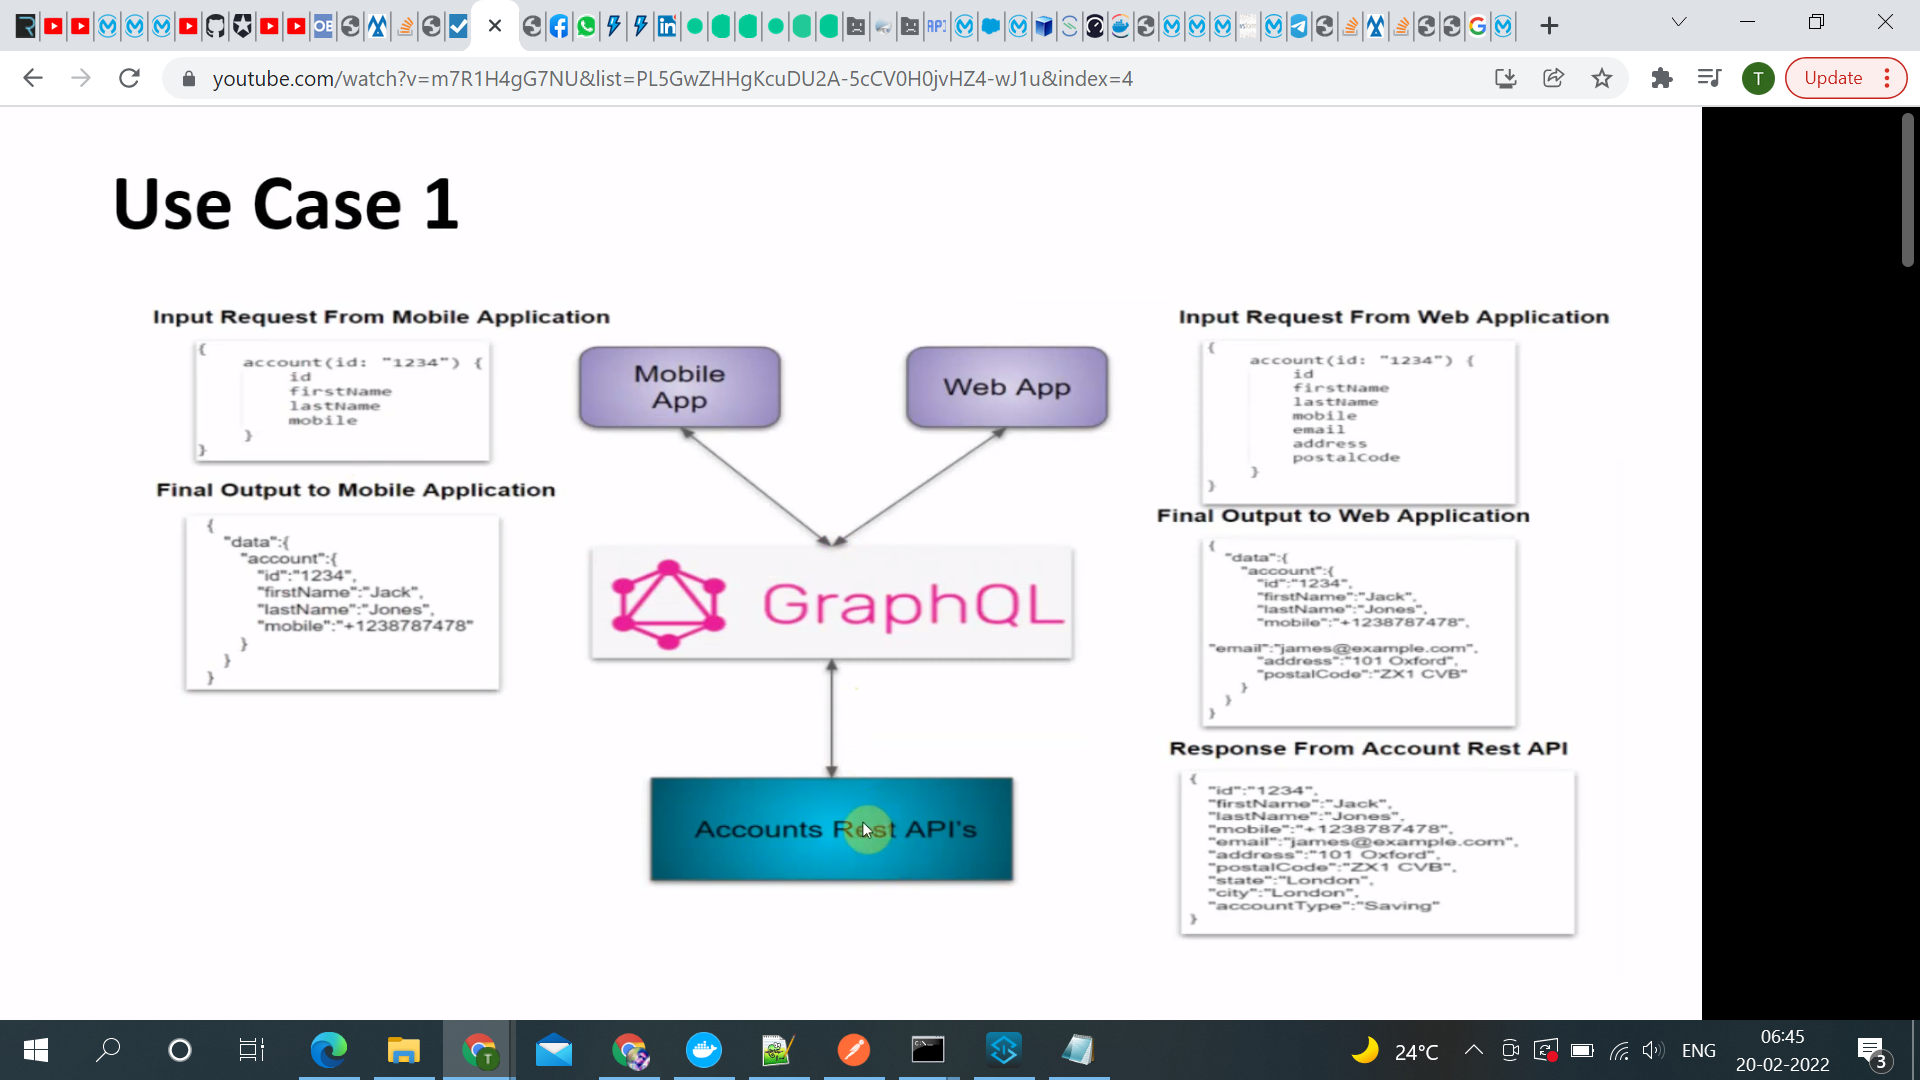 youtube.com/watch?v=m7R1H4gG7NU&list=PL5GwZHHgKcuDU2A-5cCV0H0jvHZ4-wJ1u&index=4
T
Update
Use Case 1
Input Request From Mobile Application
{
account(id: "1234") {
id
firstName
lastName
mobile
}
}
Final Output to Mobile Application
{
"data":{
"account":{
"id":"1234",
"firstName":"Jack",
"lastName":"Jones",
"mobile":"+1238787478"
}
}
}
Mobile
App
Web App
GraphQL
Accounts Rest API's
Input Request From Web Application
{
account(id: "1234") {
id
firstName
lastName
mobile
email
address
postalCode
}
}
Final Output to Web Application
{
"data":{
"account":{
"id":"1234",
"firstName":"Jack",
"lastName":"Jones",
"mobile":"+1238787478",
"email":"james@example.com",
"address":"101 Oxford",
"postalCode":"ZX1 CVB"
}
}
}
Response From Account Rest API
{
"id":"1234",
"firstName":"Jack",
"lastName":"Jones",
"mobile":"+1238787478",
"email":"james@example.com",
"address":"101 Oxford",
"postalCode":"ZX1 CVB",
"state":"London",
"city":"London",
"accountType":"Saving"
}
T
24°C
ENG
06:45
20-02-2022
3